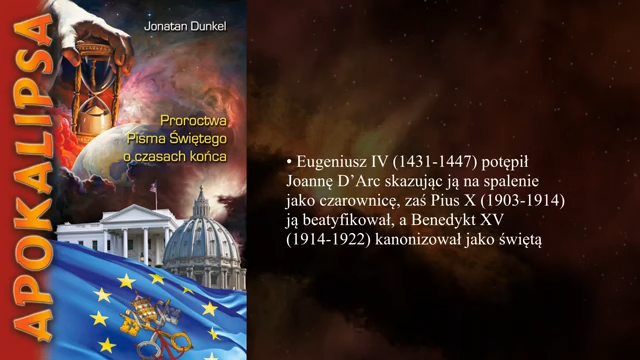 APOKALIPSA
Jonatan Dunkel
Proroctwa
Pisma Świętego
o czasach końca
• Eugeniusz IV (1431-1447) potępił
Joannę D’Arc skazując ją na spalenie
jako czarownicę, zaś Pius X (1903-1914)
ją beatyfikował, a Benedykt XV
(1914-1922) kanonizował jako świętą